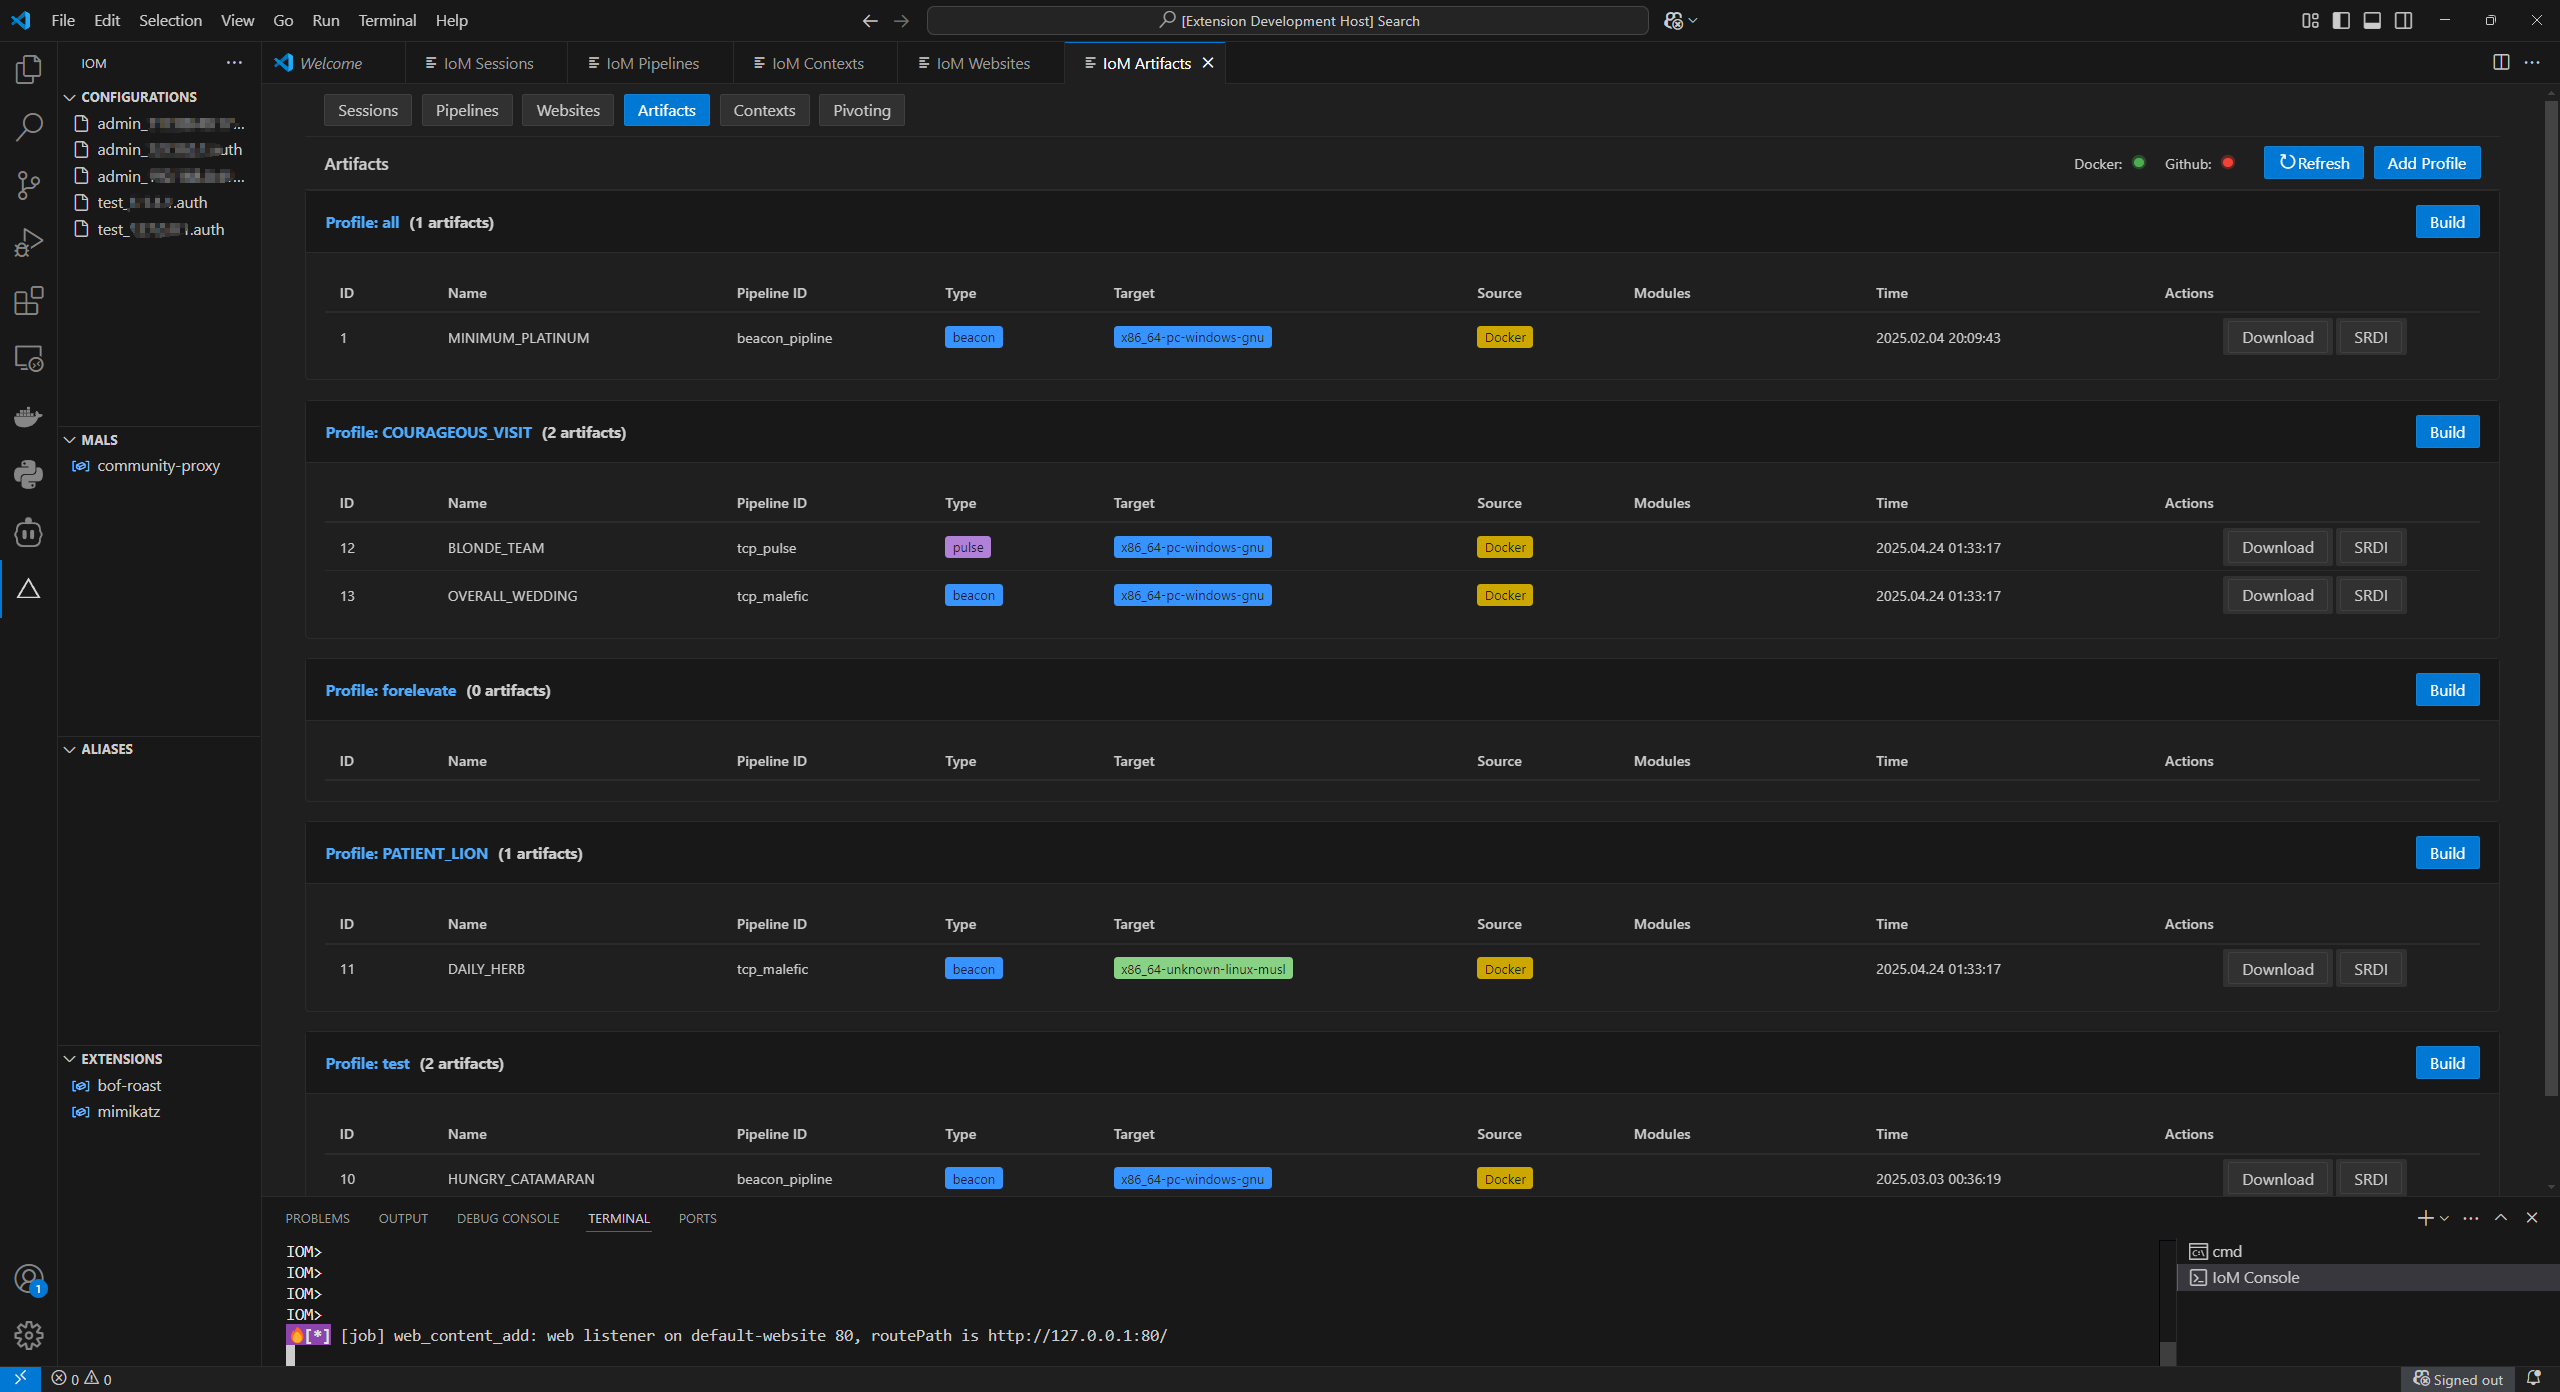 File Edit Selection View Go Run Terminal Help
[Extension Development Host] Search
IOM
CONFIGURATIONS
admin_ ...
admin_ uth
admin_ ...
test_ .auth
test_ .auth
MALS
community-proxy
ALIASES
EXTENSIONS
bof-roast
mimikatz
1
Welcome IoM Sessions IoM Pipelines IoM Contexts IoM Websites IoM Artifacts
Sessions Pipelines Websites Artifacts Contexts Pivoting
Artifacts Docker: Github: Refresh Add Profile
Profile: all (1 artifacts) Build
ID Name Pipeline ID Type Target Source Modules Time Actions
1 MINIMUM_PLATINUM beacon_pipline beacon x86_64-pc-windows-gnu Docker 2025.02.04 20:09:43 Download SRDI
Profile: COURAGEOUS_VISIT (2 artifacts) Build
ID Name Pipeline ID Type Target Source Modules Time Actions
12 BLONDE_TEAM tcp_pulse pulse x86_64-pc-windows-gnu Docker 2025.04.24 01:33:17 Download SRDI
13 OVERALL_WEDDING tcp_malefic beacon x86_64-pc-windows-gnu Docker 2025.04.24 01:33:17 Download SRDI
Profile: forelevate (0 artifacts) Build
ID Name Pipeline ID Type Target Source Modules Time Actions
Profile: PATIENT_LION (1 artifacts) Build
ID Name Pipeline ID Type Target Source Modules Time Actions
11 DAILY_HERB tcp_malefic beacon x86_64-unknown-linux-musl Docker 2025.04.24 01:33:17 Download SRDI
Profile: test (2 artifacts) Build
ID Name Pipeline ID Type Target Source Modules Time Actions
10 HUNGRY_CATAMARAN beacon_pipline beacon x86_64-pc-windows-gnu Docker 2025.03.03 00:36:19 Download SRDI
PROBLEMS OUTPUT DEBUG CONSOLE TERMINAL PORTS
IOM>
IOM>
IOM>
IOM>
[*] [job] web_content_add: web listener on default-website 80, routePath is http://127.0.0.1:80/
cmd
IoM Console
0 0
Signed out